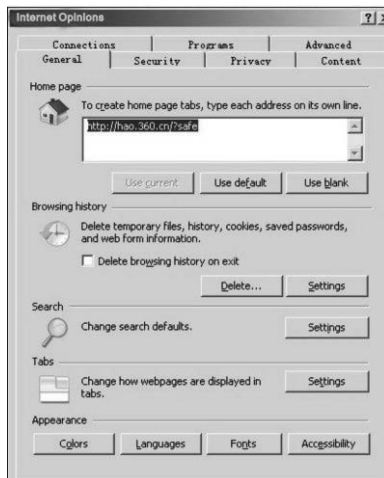 Internet Opinions
Connections Programs Advanced
General Security Privacy Content
Home page
To create home page tabs, type each address on its own line.
http://hao.360.cn/?safe
Use current Use default Use blank
Browsing history
Delete temporary files, history, cookies, saved passwords,
and web form information.
Delete browsing history on exit
Delete... Settings
Search
Change search defaults.
Settings
Tabs
Change how webpages are displayed in
tabs.
Settings
Appearance
Colors Languages Fonts Accessibility